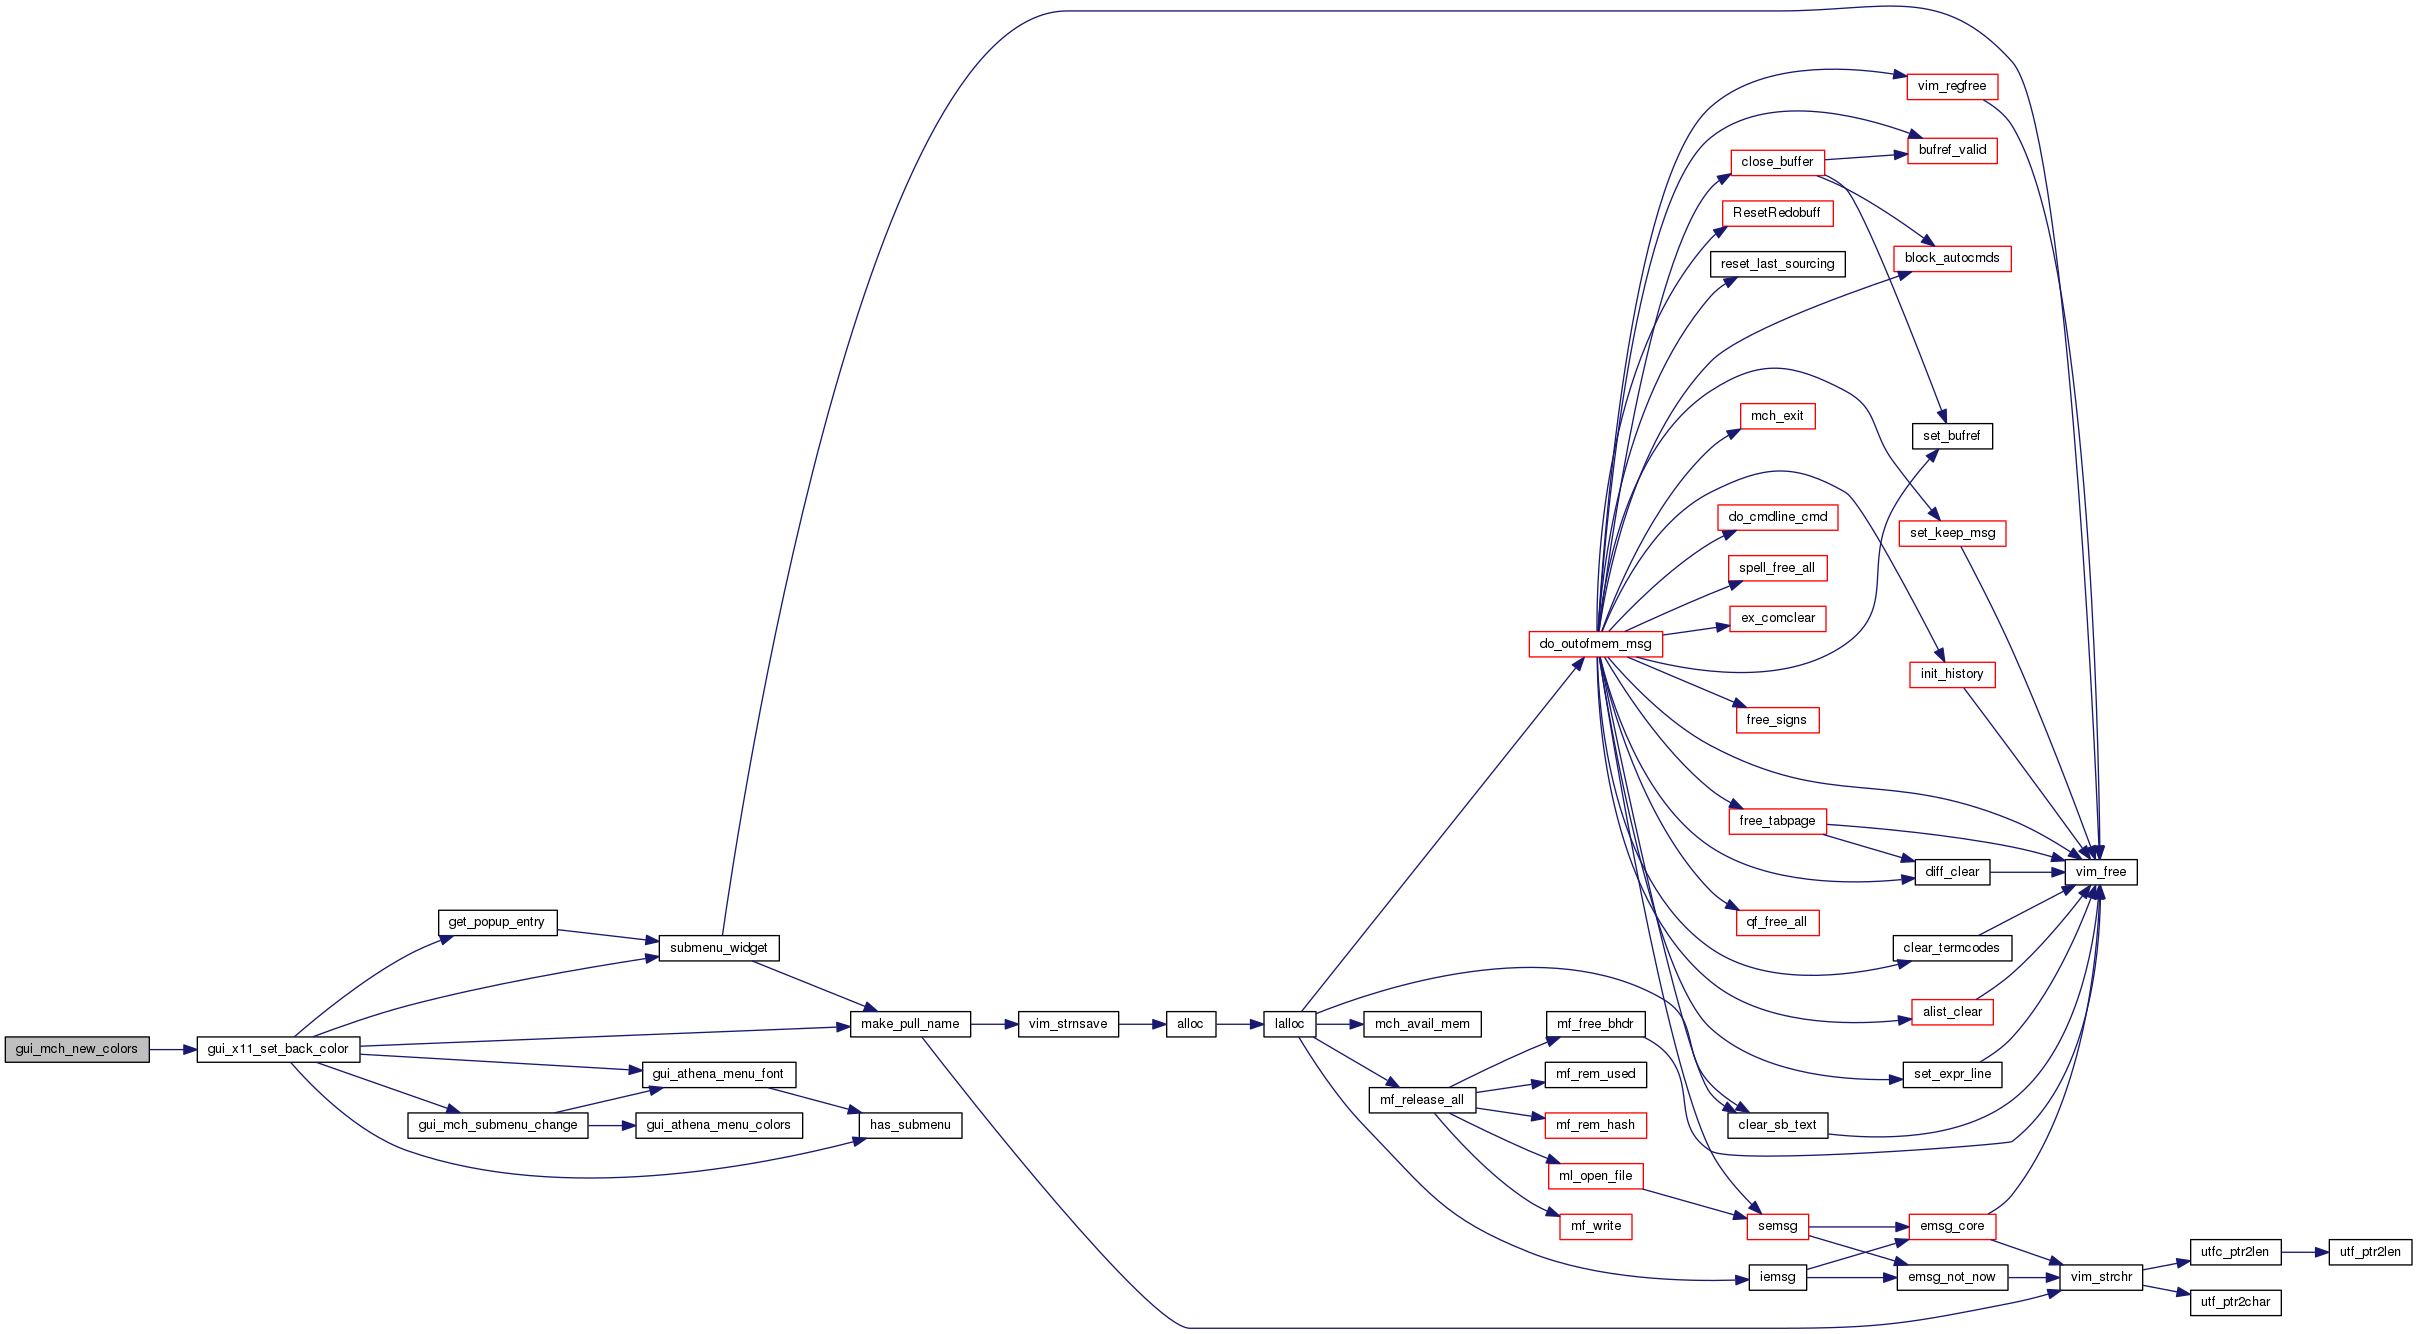 gui_mch_new_colors
gui_x11_set_back_color
get_popup_entry
gui_mch_submenu_change
submenu_widget
gui_athena_menu_font
gui_athena_menu_colors
make_pull_name
has_submenu
vim_strnsave
alloc
lalloc
mch_avail_mem
mf_release_all
do_outofmem_msg
mf_free_bhdr
mf_rem_used
mf_rem_hash
ml_open_file
mf_write
close_buffer
ResetRedobuff
reset_last_sourcing
mch_exit
do_cmdline_cmd
spell_free_all
ex_comclear
free_signs
free_tabpage
qf_free_all
clear_sb_text
semsg
iemsg
vim_regfree
bufref_valid
block_autocmds
set_bufref
set_keep_msg
init_history
diff_clear
clear_termcodes
alist_clear
set_expr_line
emsg_core
emsg_not_now
vim_free
vim_strchr
utfc_ptr2len
utf_ptr2char
utf_ptr2len